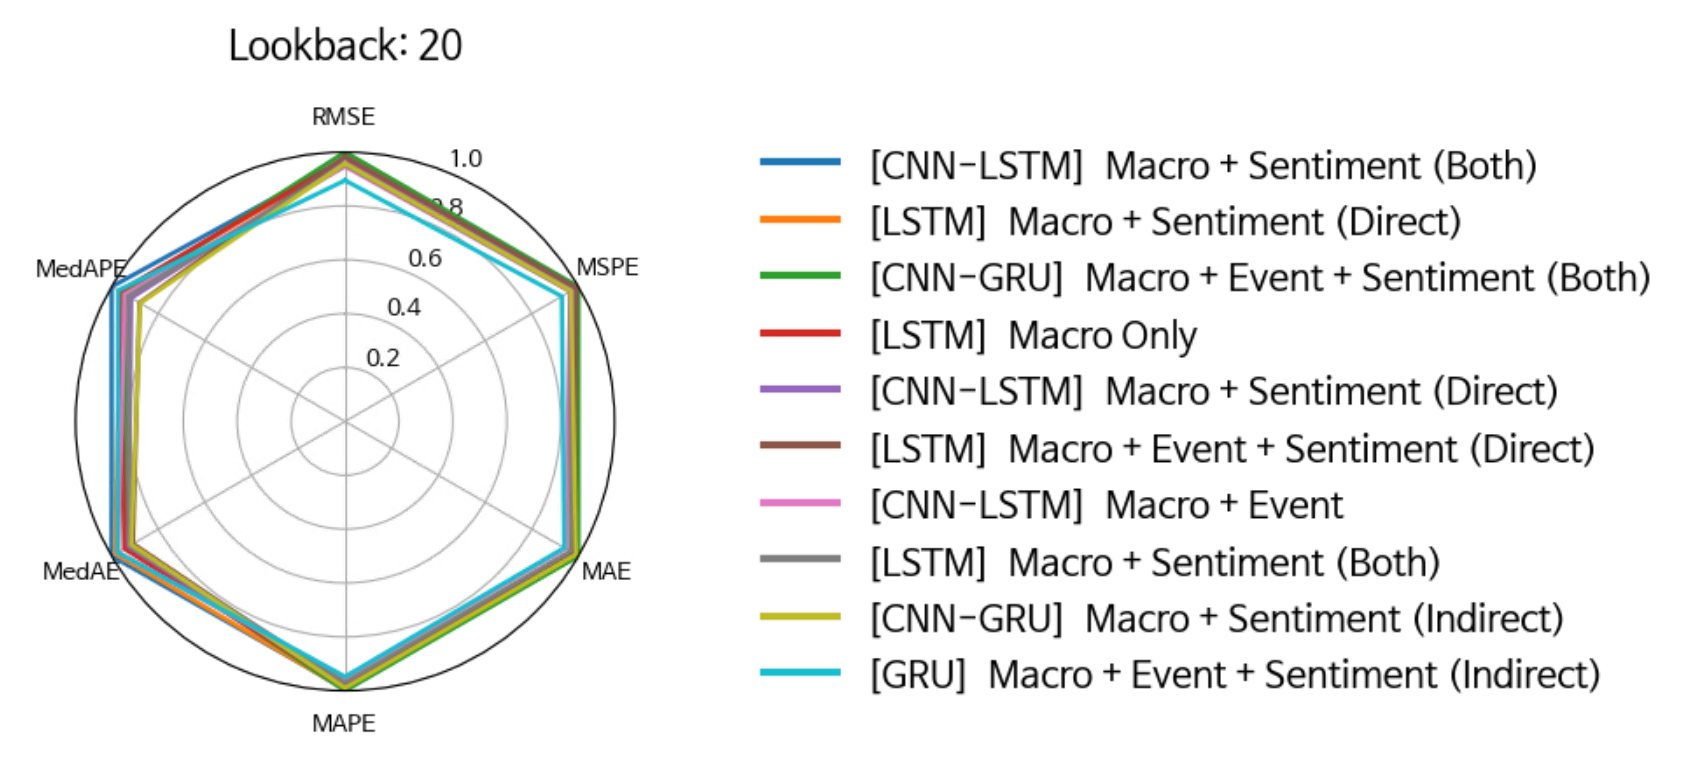 Lookback: 20
RMSE
1.0
0.8
MedAPE
MSPE
0.6
0.4
0.2
MedAE
MAE
MAPE
[CNN-LSTM] Macro + Sentiment (Both)
[LSTM] Macro + Sentiment (Direct)
[CNN-GRU] Macro + Event + Sentiment (Both)
[LSTM] Macro Only
[CNN-LSTM] Macro + Sentiment (Direct)
[LSTM] Macro + Event + Sentiment (Direct)
[CNN-LSTM] Macro + Event
[LSTM] Macro + Sentiment (Both)
[CNN-GRU] Macro + Sentiment (Indirect)
[GRU] Macro + Event + Sentiment (Indirect)